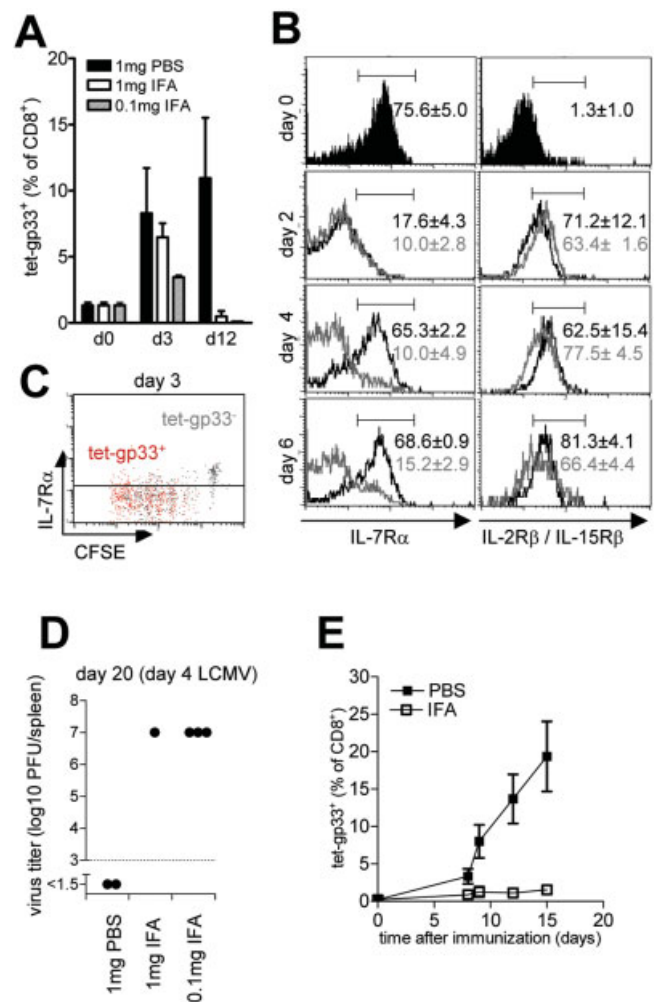 A
20
15
10
5
0
tet-gp33⁺ (% of CD8⁺)
1mg PBS
1mg IFA
0.1mg IFA
d0 d3 d12
B
day 0
75.6±5.0 1.3±1.0
day 2
17.6±4.3 71.2±12.1
10.0±2.8 63.4± 1.6
day 4
65.3±2.2 62.5±15.4
10.0±4.9 77.5± 4.5
day 6
68.6±0.9 81.3±4.1
15.2±2.9 66.4±4.4
IL-7Rα IL-2Rβ / IL-15Rβ
C
day 3
tet-gp33⁻
tet-gp33⁺
IL-7Rα
CFSE
D
day 20 (day 4 LCMV)
virus titer (log10 PFU/spleen)
8
7
6
5
4
3
<1.5
1mg PBS
1mg IFA
0.1mg IFA
E
tet-gp33⁺ (% of CD8⁺)
30
25
20
15
10
5
0
PBS
IFA
0 5 10 15 20
time after immunization (days)